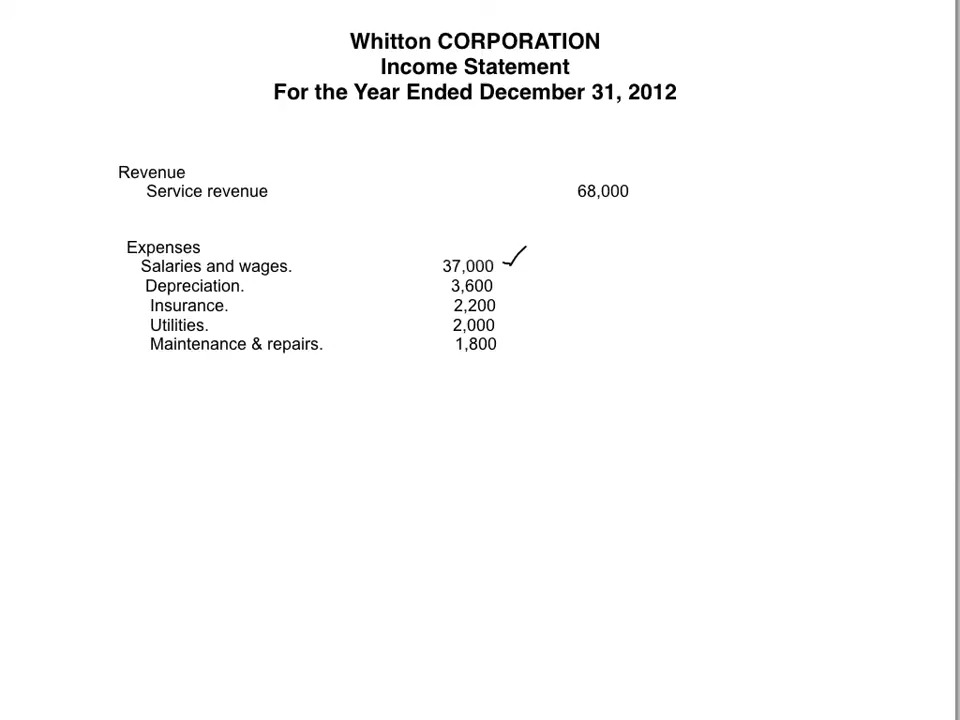 Whitton CORPORATION
Income Statement
For the Year Ended December 31, 2012
Revenue
Service revenue 68,000
Expenses
Salaries and wages. 37,000
Depreciation. 3,600
Insurance. 2,200
Utilities. 2,000
Maintenance & repairs. 1,800